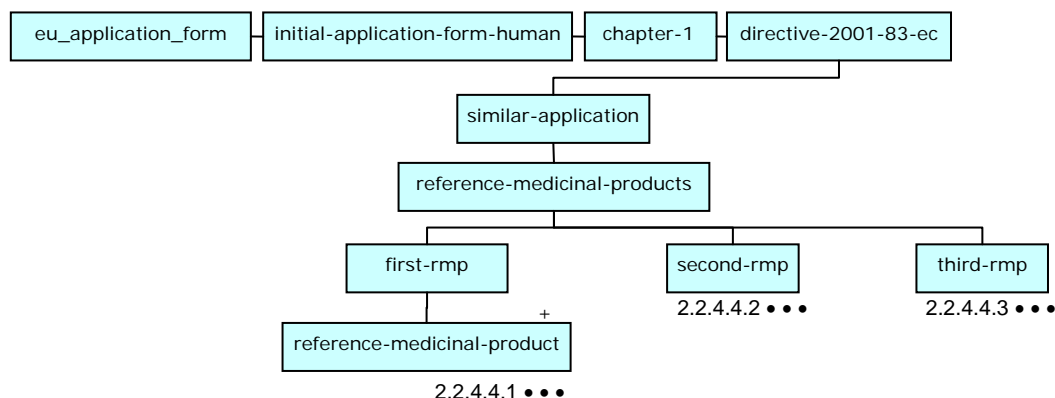 eu_application_form initial-application-form-human chapter-1 directive-2001-83-ec
similar-application
reference-medicinal-products
first-rmp second-rmp third-rmp
2.2.4.4.2 ● ● ● 2.2.4.4.3 ● ● ●
+
reference-medicinal-product
2.2.4.4.1 ● ● ●